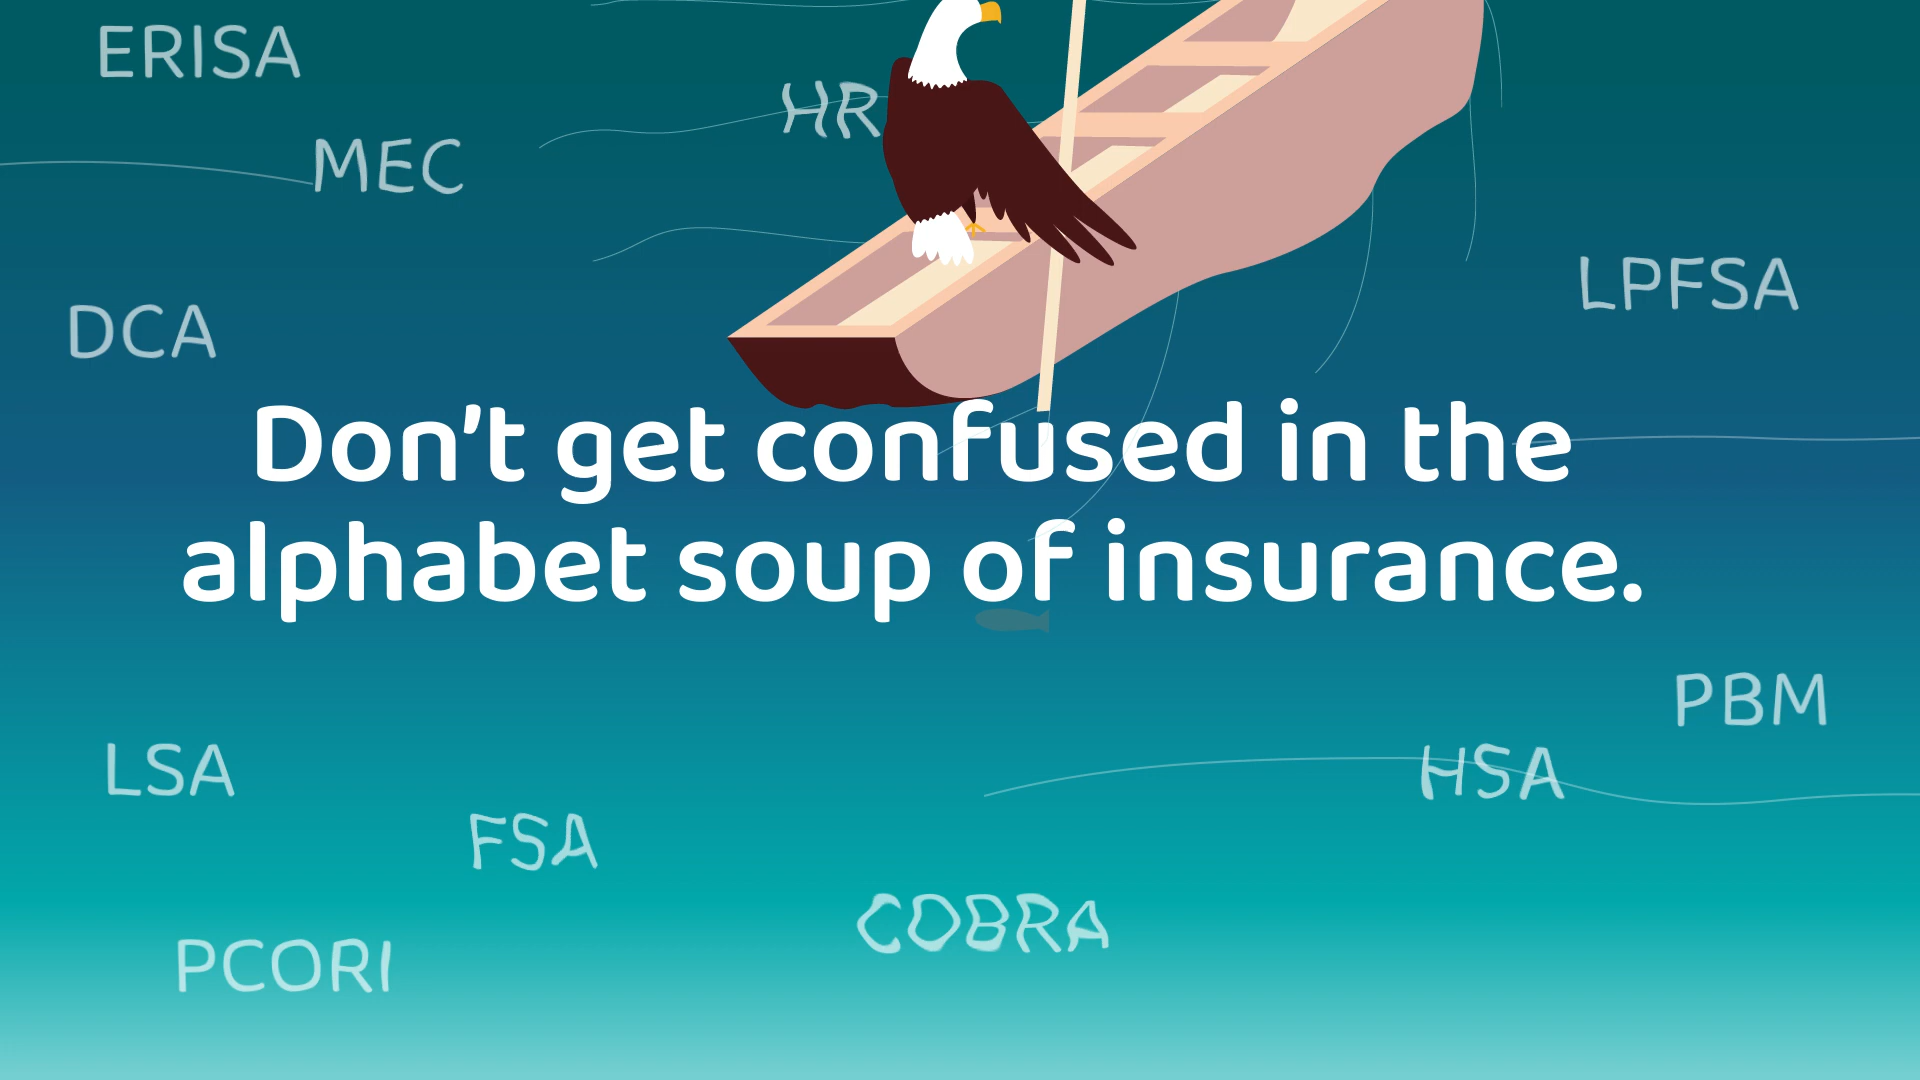 ERISA
HR
MEC
LPFSA
DCA
Don't get confused in the
alphabet soup of insurance.
PBM
LSA
HSA
FSA
COBRA
PCORI